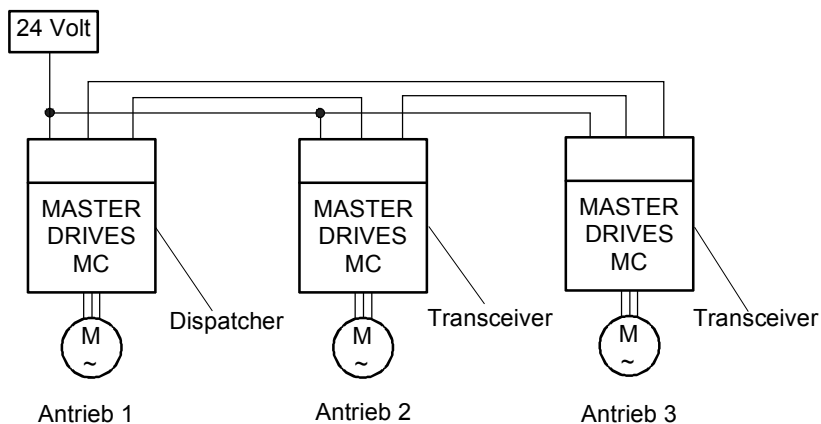 24 Volt
MASTER
DRIVES
MC
MASTER
DRIVES
MC
MASTER
DRIVES
MC
Dispatcher
Transceiver
Transceiver
M
~
M
~
M
~
Antrieb 1
Antrieb 2
Antrieb 3